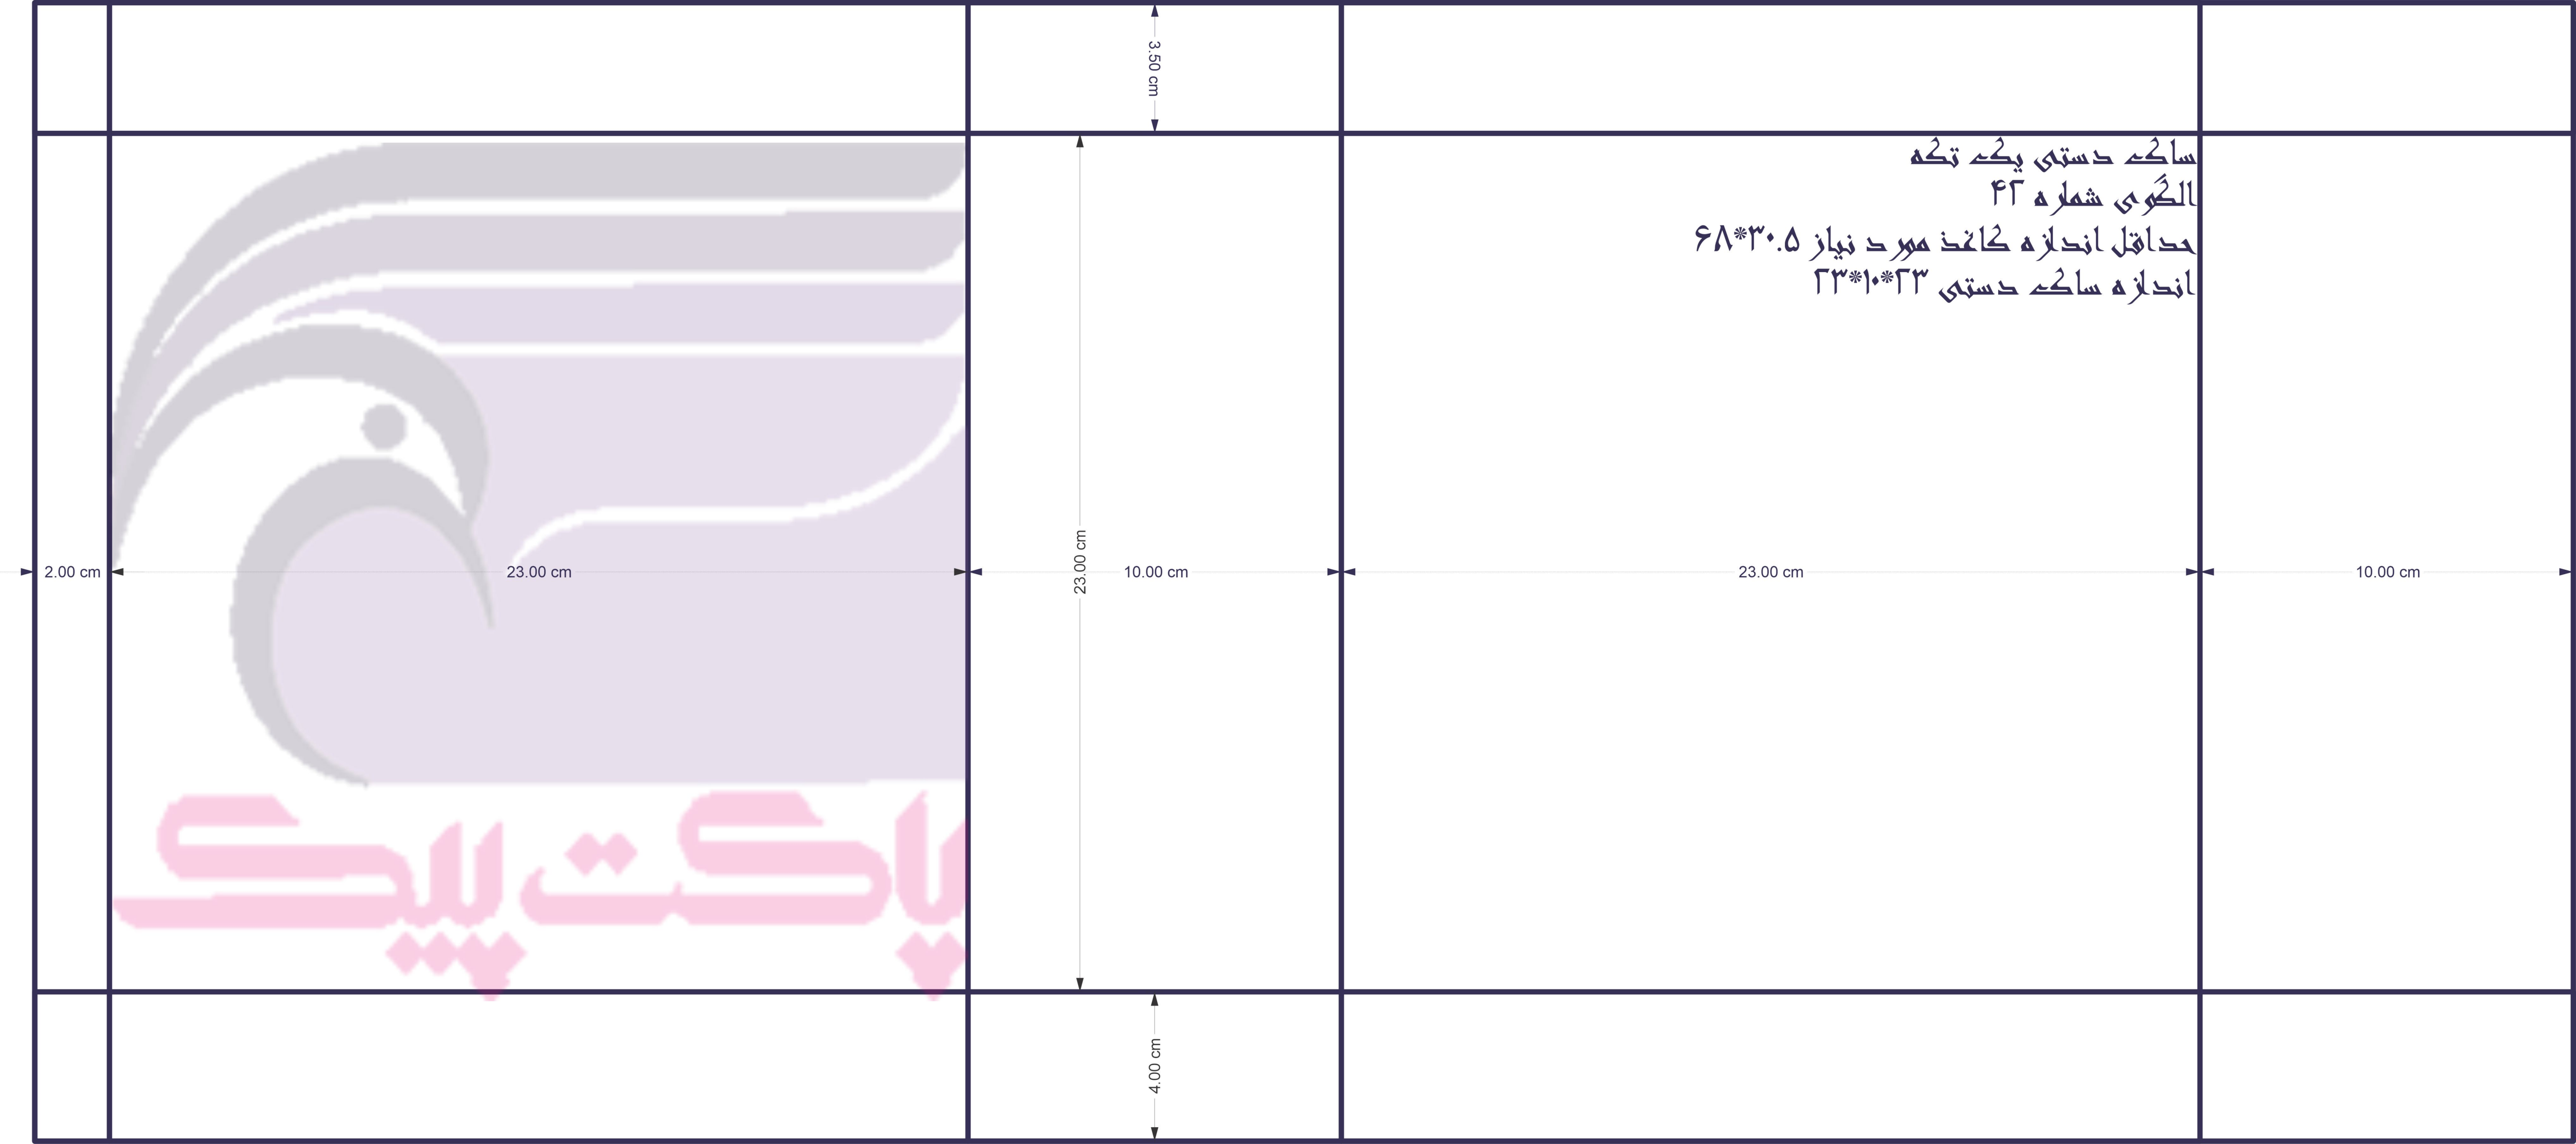 3.50 cm
ساک دستی یک تکه
الگوی شماره ۴۲
حداقل اندازه کاغذ مورد نیاز ۳۰.۵*۶۸
اندازه ساک دستی ۲۳*۱۰*۲۳
2.00 cm
23.00 cm
23.00 cm
10.00 cm
23.00 cm
10.00 cm
پاکت پیک
4.00 cm